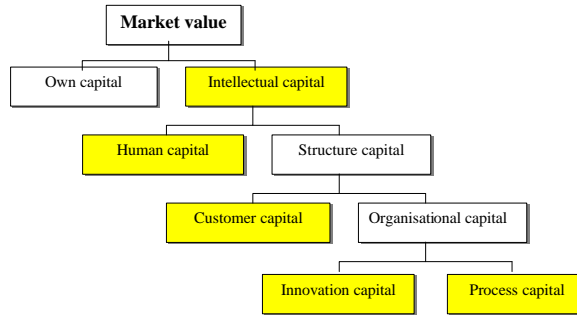 Market value
Own capital
Intellectual capital
Human capital
Structure capital
Customer capital
Organisational capital
Innovation capital
Process capital